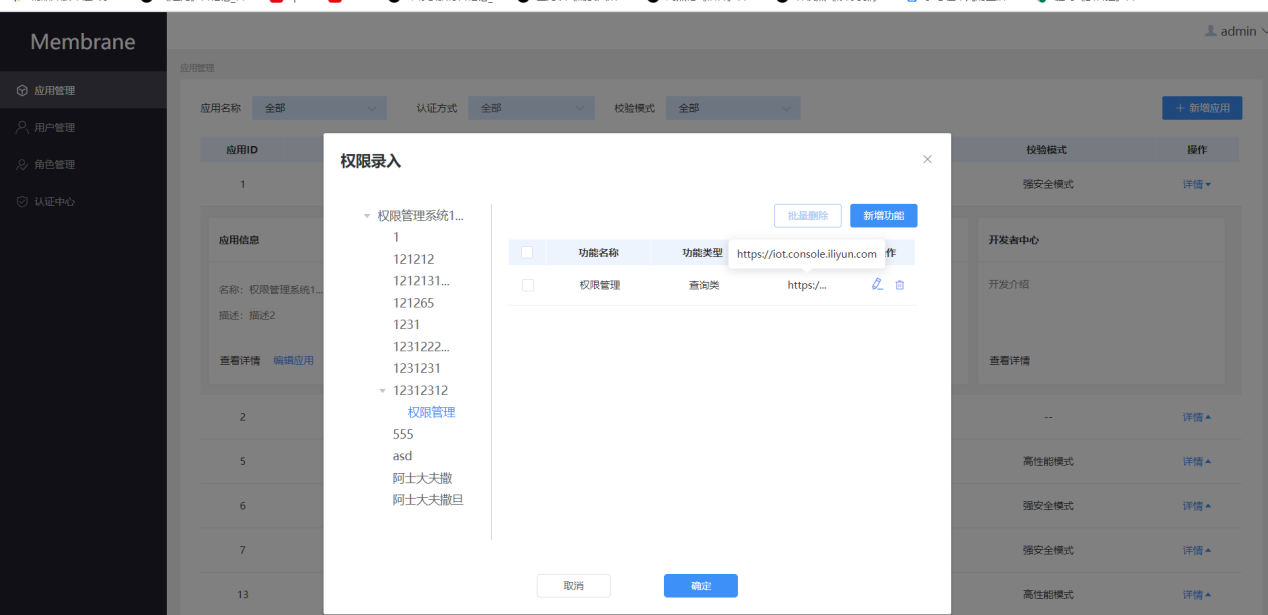 Membrane
admin
应用管理
用户管理
角色管理
认证中心
应用管理
应用名称 全部 认证方式 全部 校验模式 全部 + 新增应用
应用ID 校验模式 操作
1 强安全模式 详情
应用信息
名称：权限管理系统1...
描述：描述2
查看详情 编辑应用
开发者中心
开发介绍
查看详情
2 -- 详情
5 高性能模式 详情
6 强安全模式 详情
7 强安全模式 详情
13 高性能模式 详情
权限录入
权限管理系统1...
1
121212
1212131...
121265
1231
1231222...
1231231
12312312
权限管理
555
asd
阿士大夫撒
阿士大夫撒旦
批量删除 新增功能
功能名称 功能类型 作
https://iot.console.iliyun.com
权限管理 查询类 https:/...
取消 确定